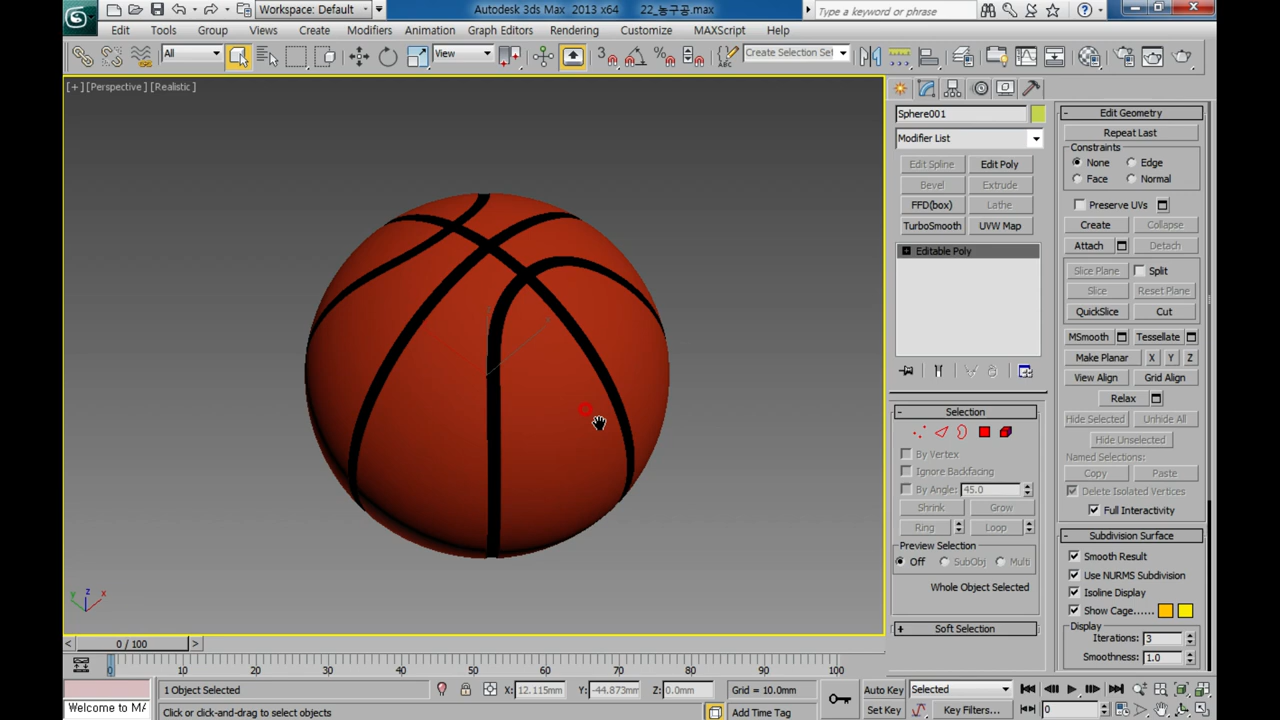 Workspace: Default
Autodesk 3ds Max 2013 x64 22_농구공.max
Type a keyword or phrase
Edit Tools Group Views Create Modifiers Animation Graph Editors Rendering Customize MAXScript Help
All View Create Selection Set
[+][Perspective][Realistic]
Sphere001
Modifier List
Edit Spline Edit Poly
Bevel Extrude
FFD(box) Lathe
TurboSmooth UVW Map
Editable Poly
Selection
By Vertex
Ignore Backfacing
By Angle: 45.0
Shrink Grow
Ring Loop
Preview Selection
Off SubObj Multi
Whole Object Selected
Soft Selection
Edit Geometry
Repeat Last
Constraints
None Edge
Face Normal
Preserve UVs
Create Collapse
Attach Detach
Slice Plane Split
Slice Reset Plane
QuickSlice Cut
MSmooth Tessellate
Make Planar X Y Z
View Align Grid Align
Relax
Hide Selected Unhide All
Hide Unselected
Named Selections:
Copy Paste
Delete Isolated Vertices
Full Interactivity
Subdivision Surface
Smooth Result
Use NURMS Subdivision
Isoline Display
Show Cage......
Display
Iterations: 3
Smoothness: 1.0
z
y x
< 0 / 100 >
0 10 20 30 40 50 60 70 80 90 100
1 Object Selected X: 12.115mm Y: -44.873mm Z: 0.0mm Grid = 10.0mm Auto Key Selected
Welcome to MA Click or click-and-drag to select objects Add Time Tag Set Key Key Filters... 0